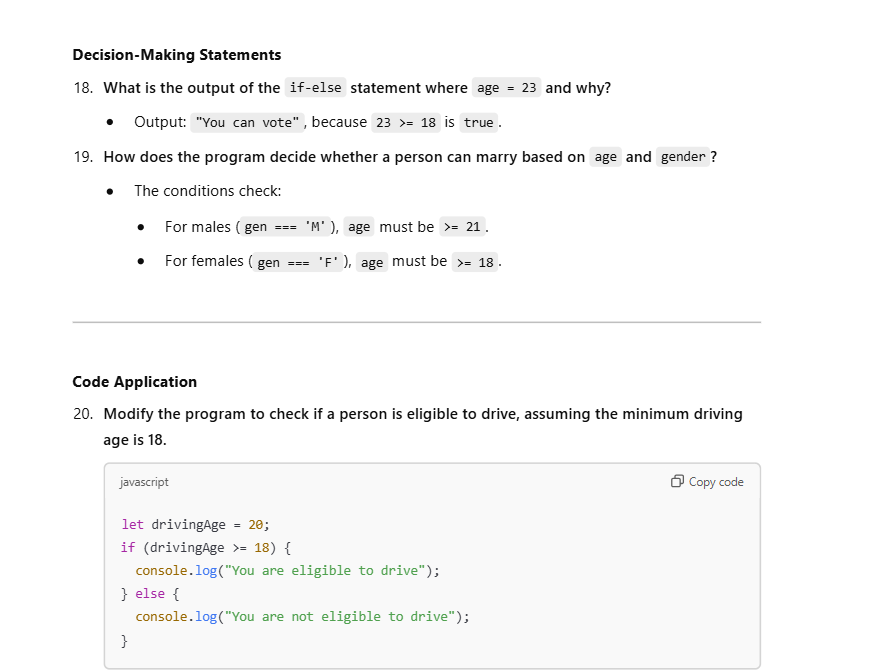 Decision-Making Statements
18. What is the output of the if-else statement where age = 23 and why?
• Output: "You can vote", because 23 >= 18 is true.
19. How does the program decide whether a person can marry based on age and gender?
• The conditions check:
• For males (gen === 'M'), age must be >= 21.
• For females (gen === 'F'), age must be >= 18.
Code Application
20. Modify the program to check if a person is eligible to drive, assuming the minimum driving
age is 18.
javascript Copy code
let drivingAge = 20;
if (drivingAge >= 18) {
  console.log("You are eligible to drive");
} else {
  console.log("You are not eligible to drive");
}